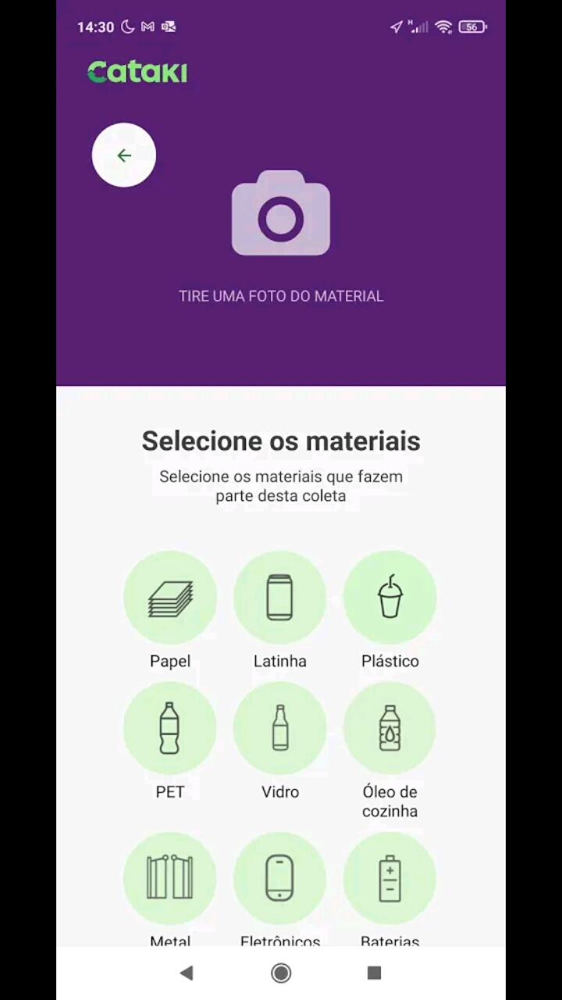 14:30
56
Cataki
TIRE UMA FOTO DO MATERIAL
Selecione os materiais
Selecione os materiais que fazem
parte desta coleta
Papel
Latinha
Plástico
PET
Vidro
Óleo de
cozinha
Metal
Eletrônicos
Baterias